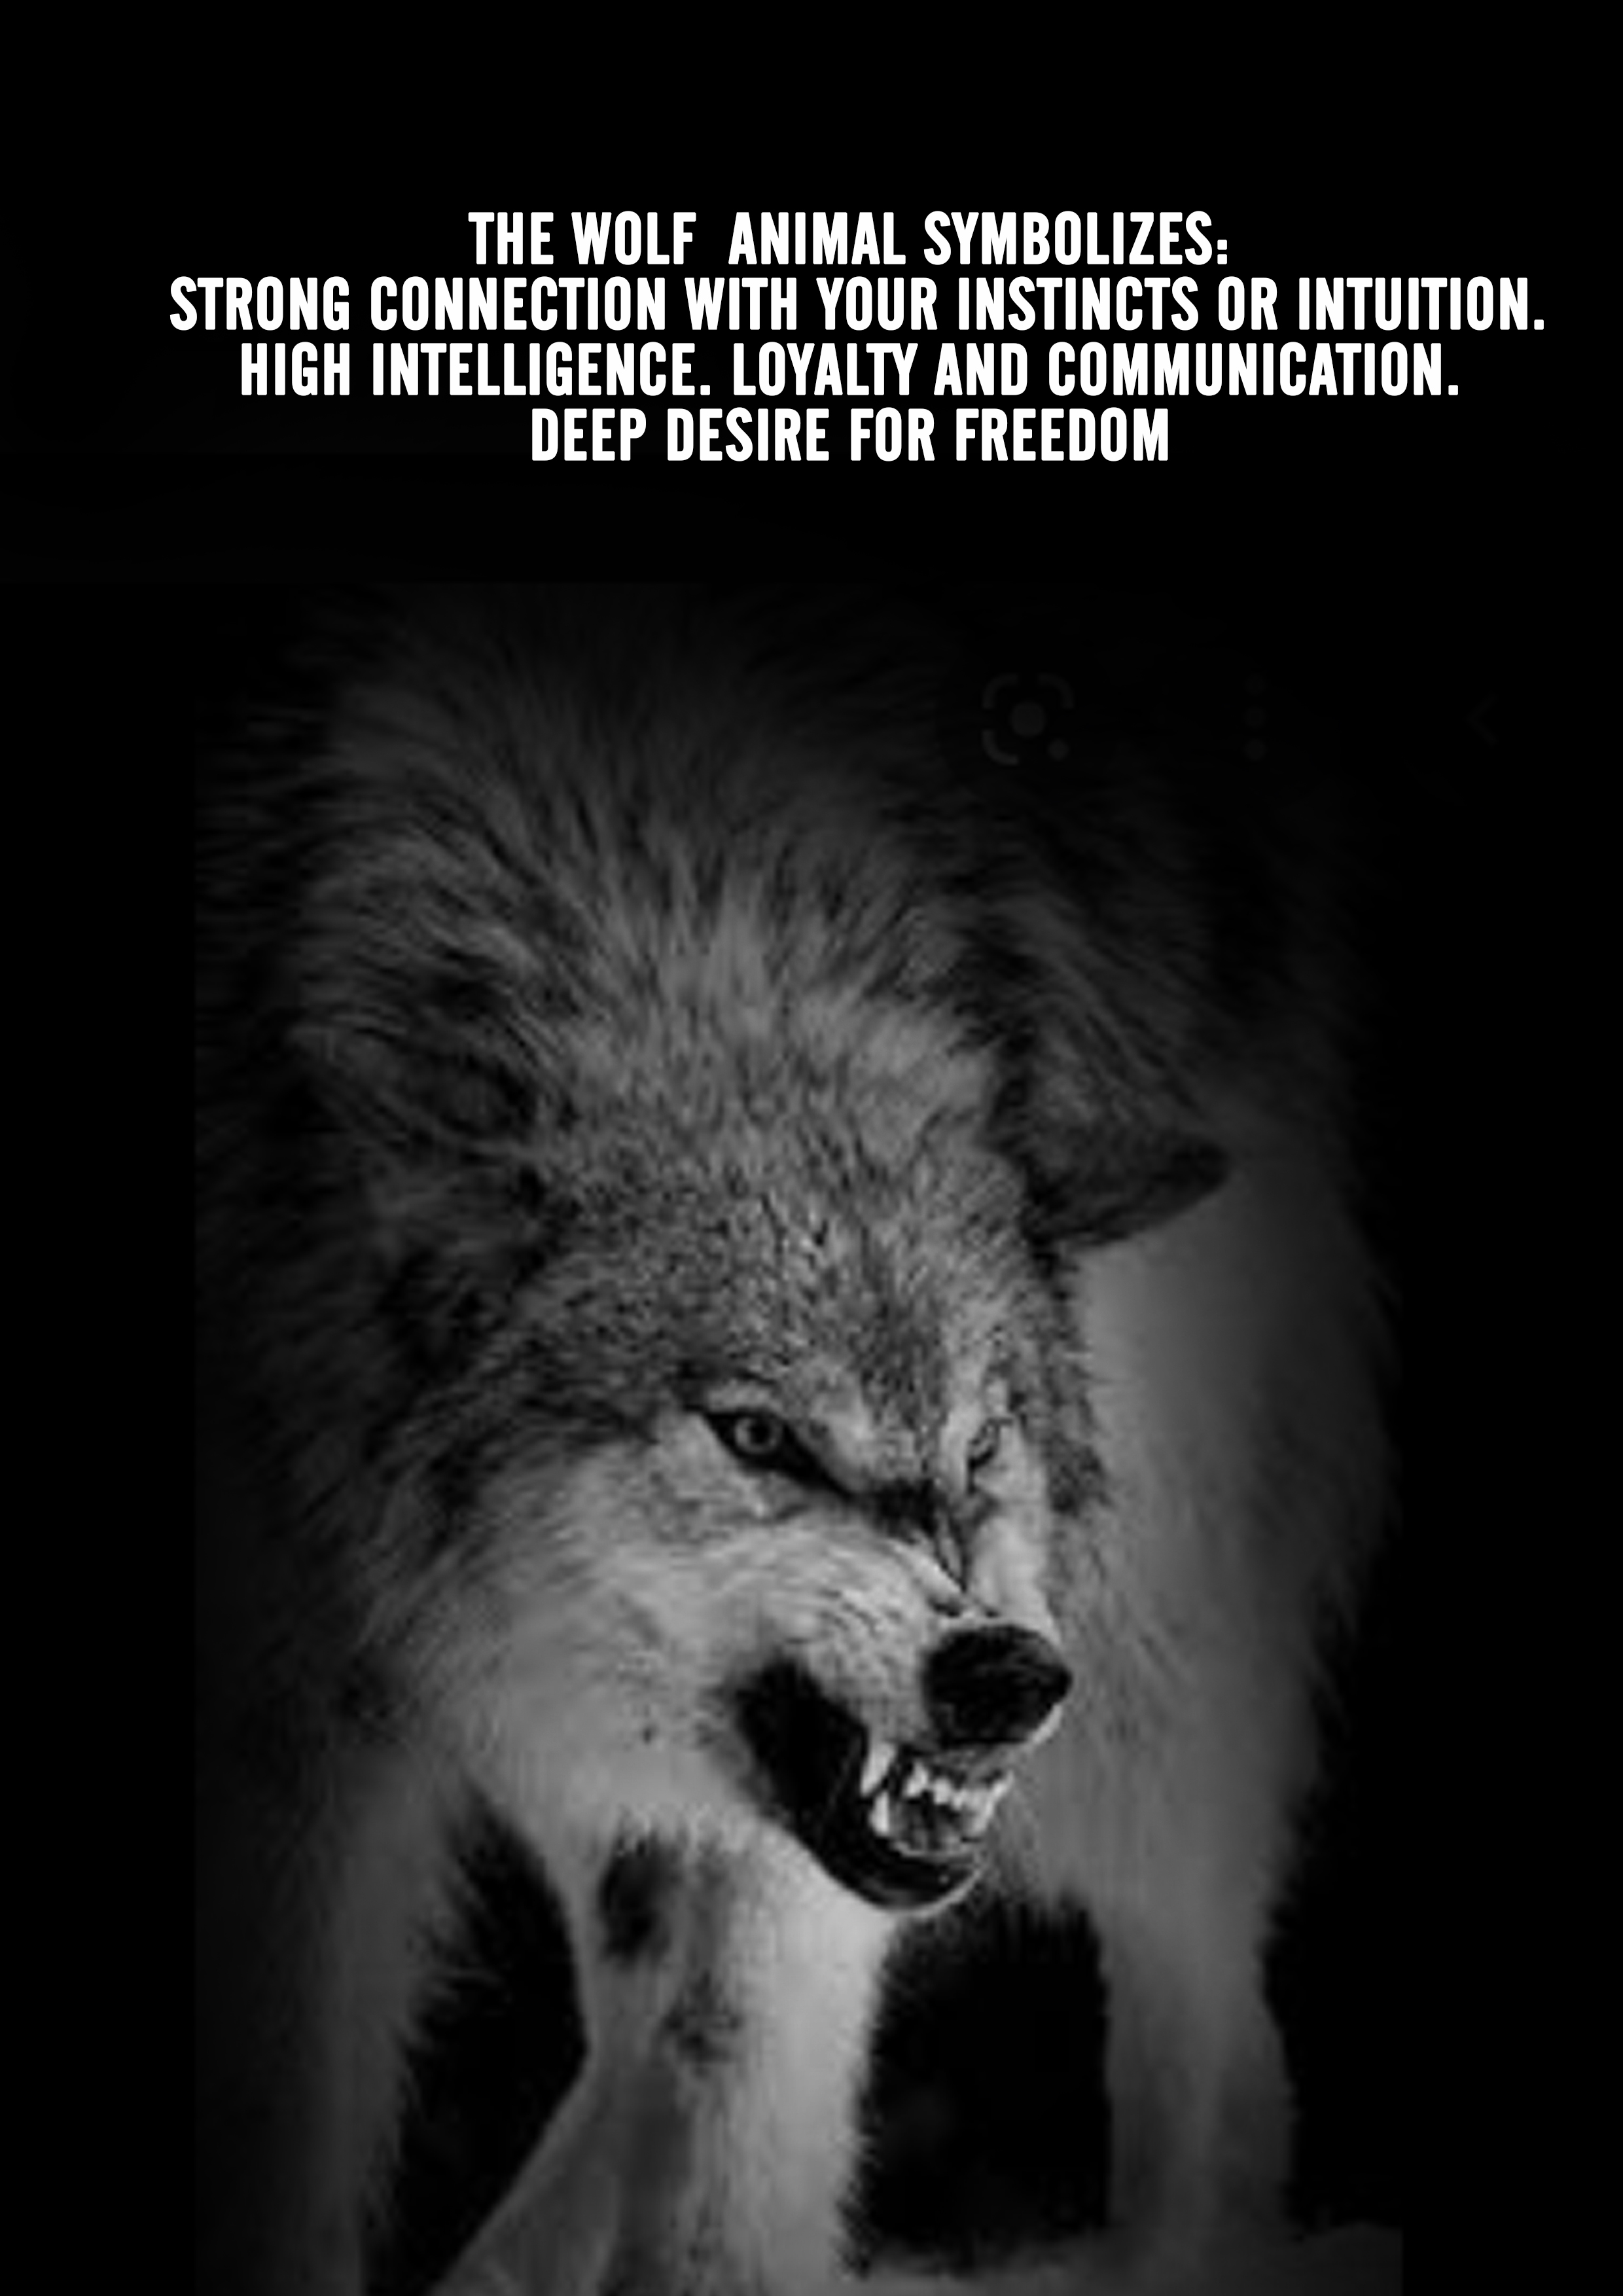 THE WOLF  ANIMAL SYMBOLIZES:
STRONG CONNECTION WITH YOUR INSTINCTS OR INTUITION.
HIGH INTELLIGENCE. LOYALTY AND COMMUNICATION.
DEEP DESIRE FOR FREEDOM